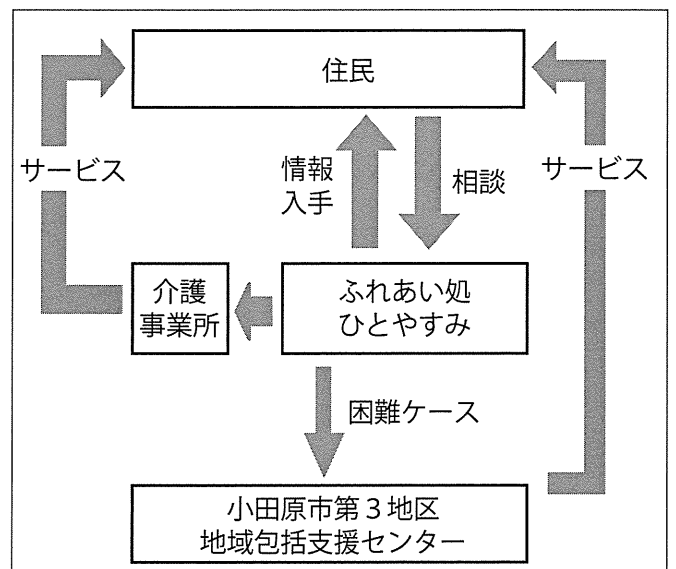 住民
サービス
情報
入手
相談
サービス
介護
事業所
ふれあい処
ひとやすみ
困難ケース
小田原市第３地区
地域包括支援センター